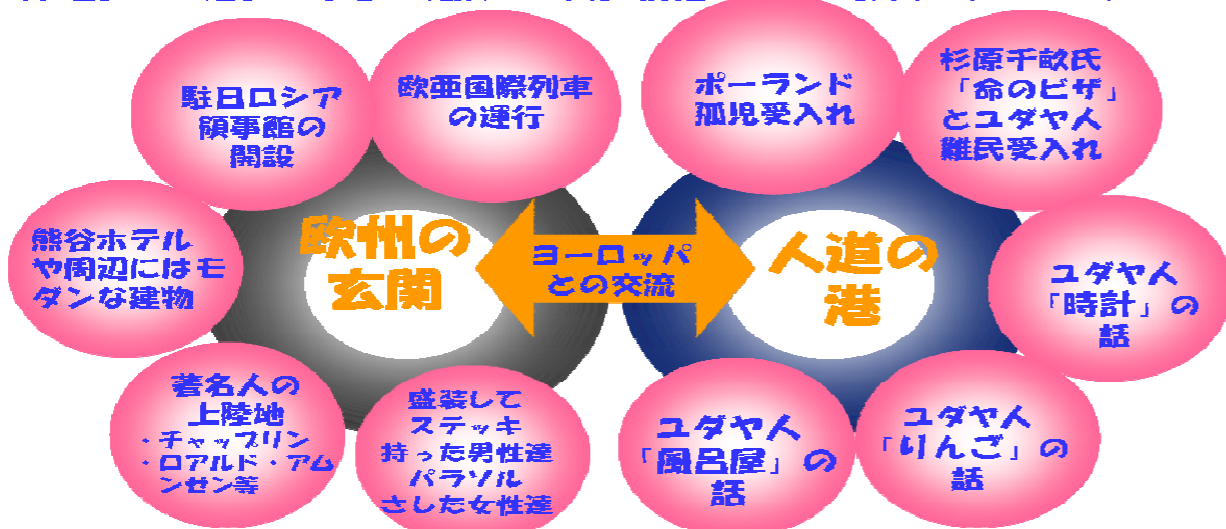 駐日ロシア
領事館の
開設
欧亜国際列車
の運行
ポーランド
孤児受入れ
杉原千畝氏
「命のビザ」
とユダヤ人
難民受入れ
熊谷ホテル
や周辺にはモ
ダンな建物
欧州の
玄関
ヨーロッパ
との交流
人道の
港
ユダヤ人
「時計」の
話
著名人の
上陸地
・チャップリン
・ロアルド・アム
ンゼン等
盛装して
ステッキ
持った男性達
パラソル
さした女性達
ユダヤ人
「風呂屋」の
話
ユダヤ人
「りんご」の
話